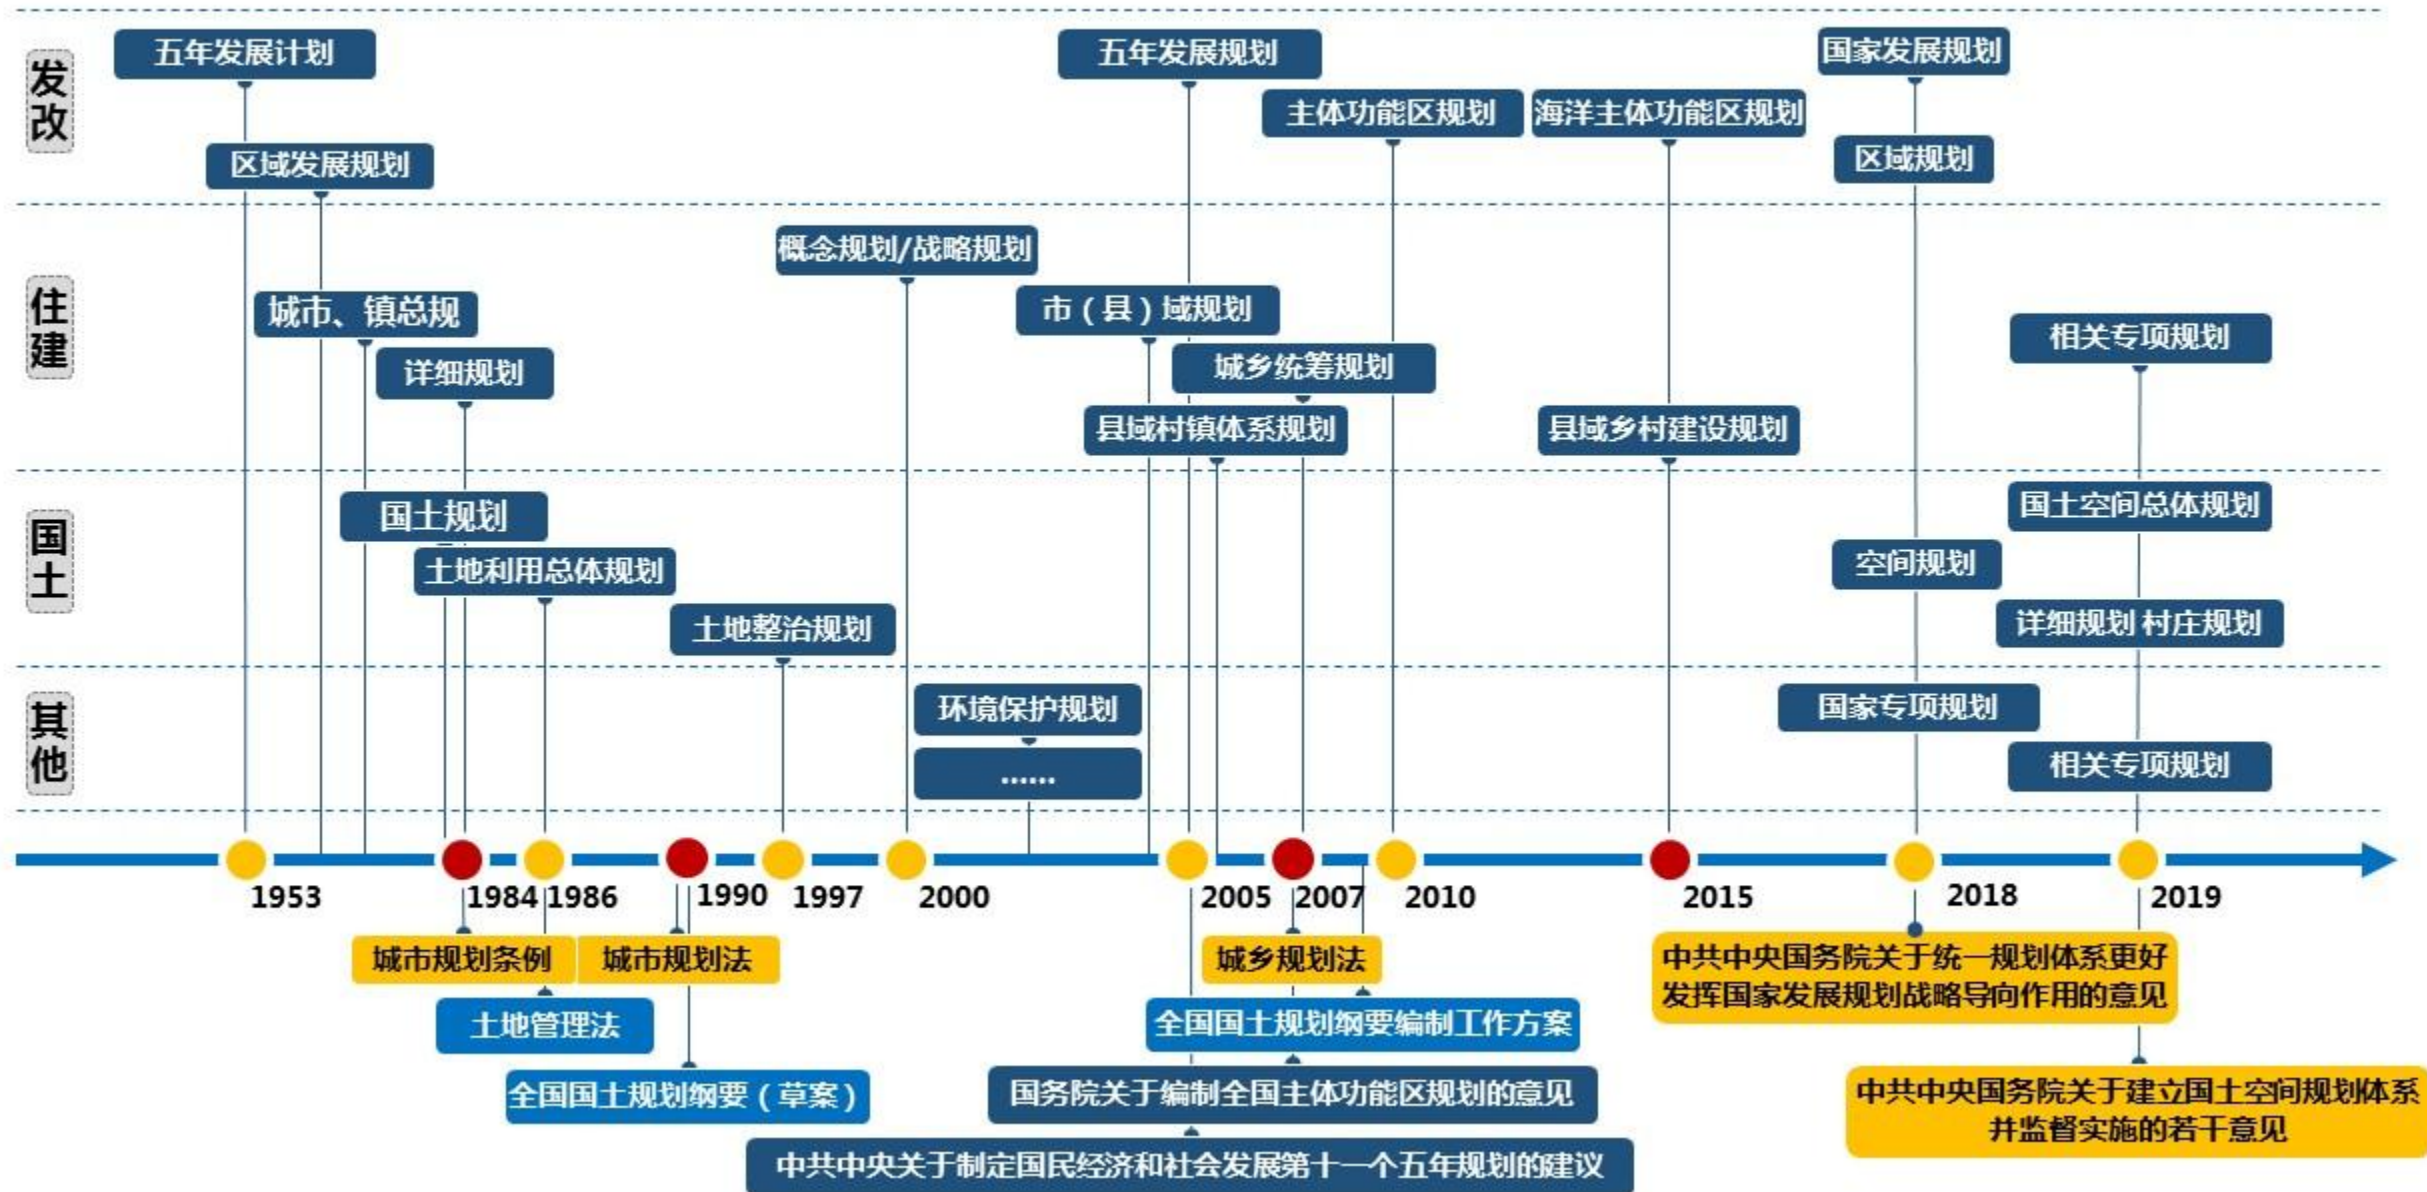 发改
五年发展计划
五年发展规划
国家发展规划
主体功能区规划
海洋主体功能区规划
区域发展规划
区域规划
住建
概念规划/战略规划
城市、镇总规
市（县）域规划
相关专项规划
详细规划
城乡统筹规划
县域村镇体系规划
县域乡村建设规划
国土
国土规划
国土空间总体规划
土地利用总体规划
空间规划
土地整治规划
详细规划 村庄规划
其他
环境保护规划
国家专项规划
......
相关专项规划
1953
1984
1986
1990
1997
2000
2005
2007
2010
2015
2018
2019
城市规划条例
城市规划法
城乡规划法
中共中央国务院关于统一规划体系更好
发挥国家发展规划战略导向作用的意见
土地管理法
全国国土规划纲要编制工作方案
全国国土规划纲要（草案）
国务院关于编制全国主体功能区规划的意见
中共中央国务院关于建立国土空间规划体系
并监督实施的若干意见
中共中央关于制定国民经济和社会发展第十一个五年规划的建议